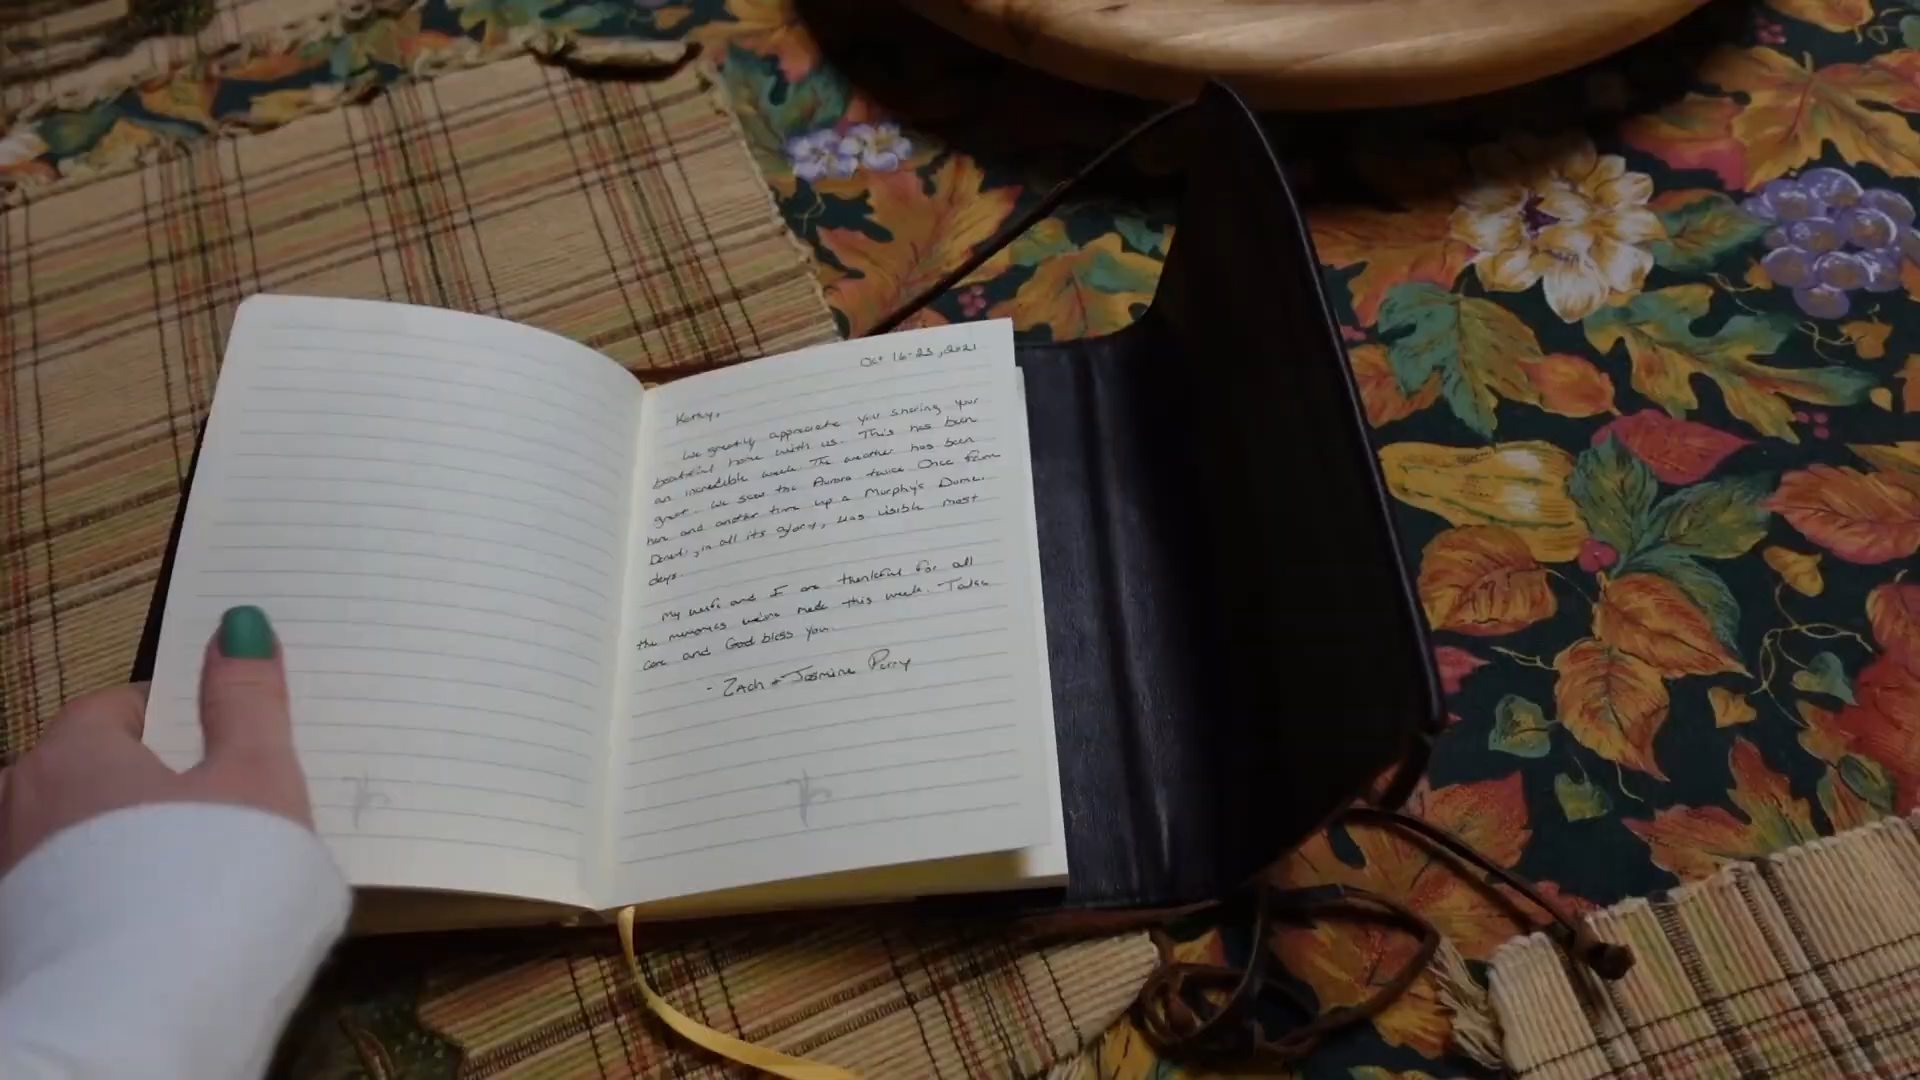 Oct 16-23, 2021
Kathy,
We greatly appreciate you sharing your
beautiful home with us. This has been
an incredible week. The weather has been
great. We saw the Aurora twice. Once from
here and another time up a Murphy's Dome.
Denali, in all its glory, was visible most
days.
My wife and I are thankful for all
the memories we've made this week. Take
care and God bless you.
- Zach + Jasmine Perry